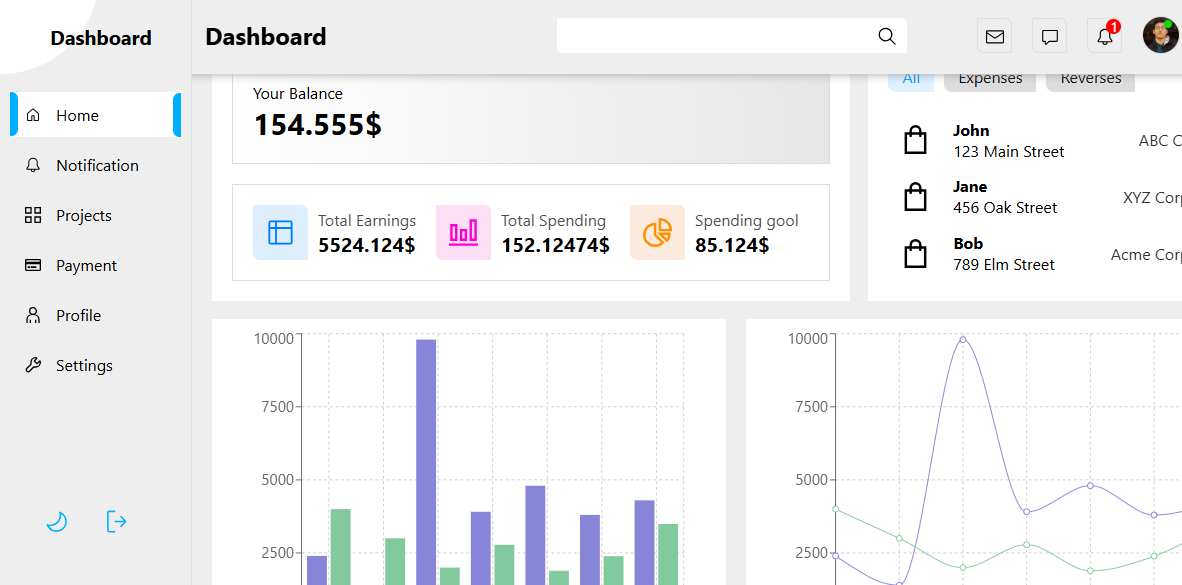 Dashboard
Home
Notification
Projects
Payment
Profile
Settings
Dashboard
1
Your Balance
154.555$
Total Earnings
5524.124$
Total Spending
152.12474$
Spending gool
85.124$
All
Expenses
Reverses
John
123 Main Street
ABC C
Jane
456 Oak Street
XYZ Corp
Bob
789 Elm Street
Acme Corp
10000
7500
5000
2500
10000
7500
5000
2500